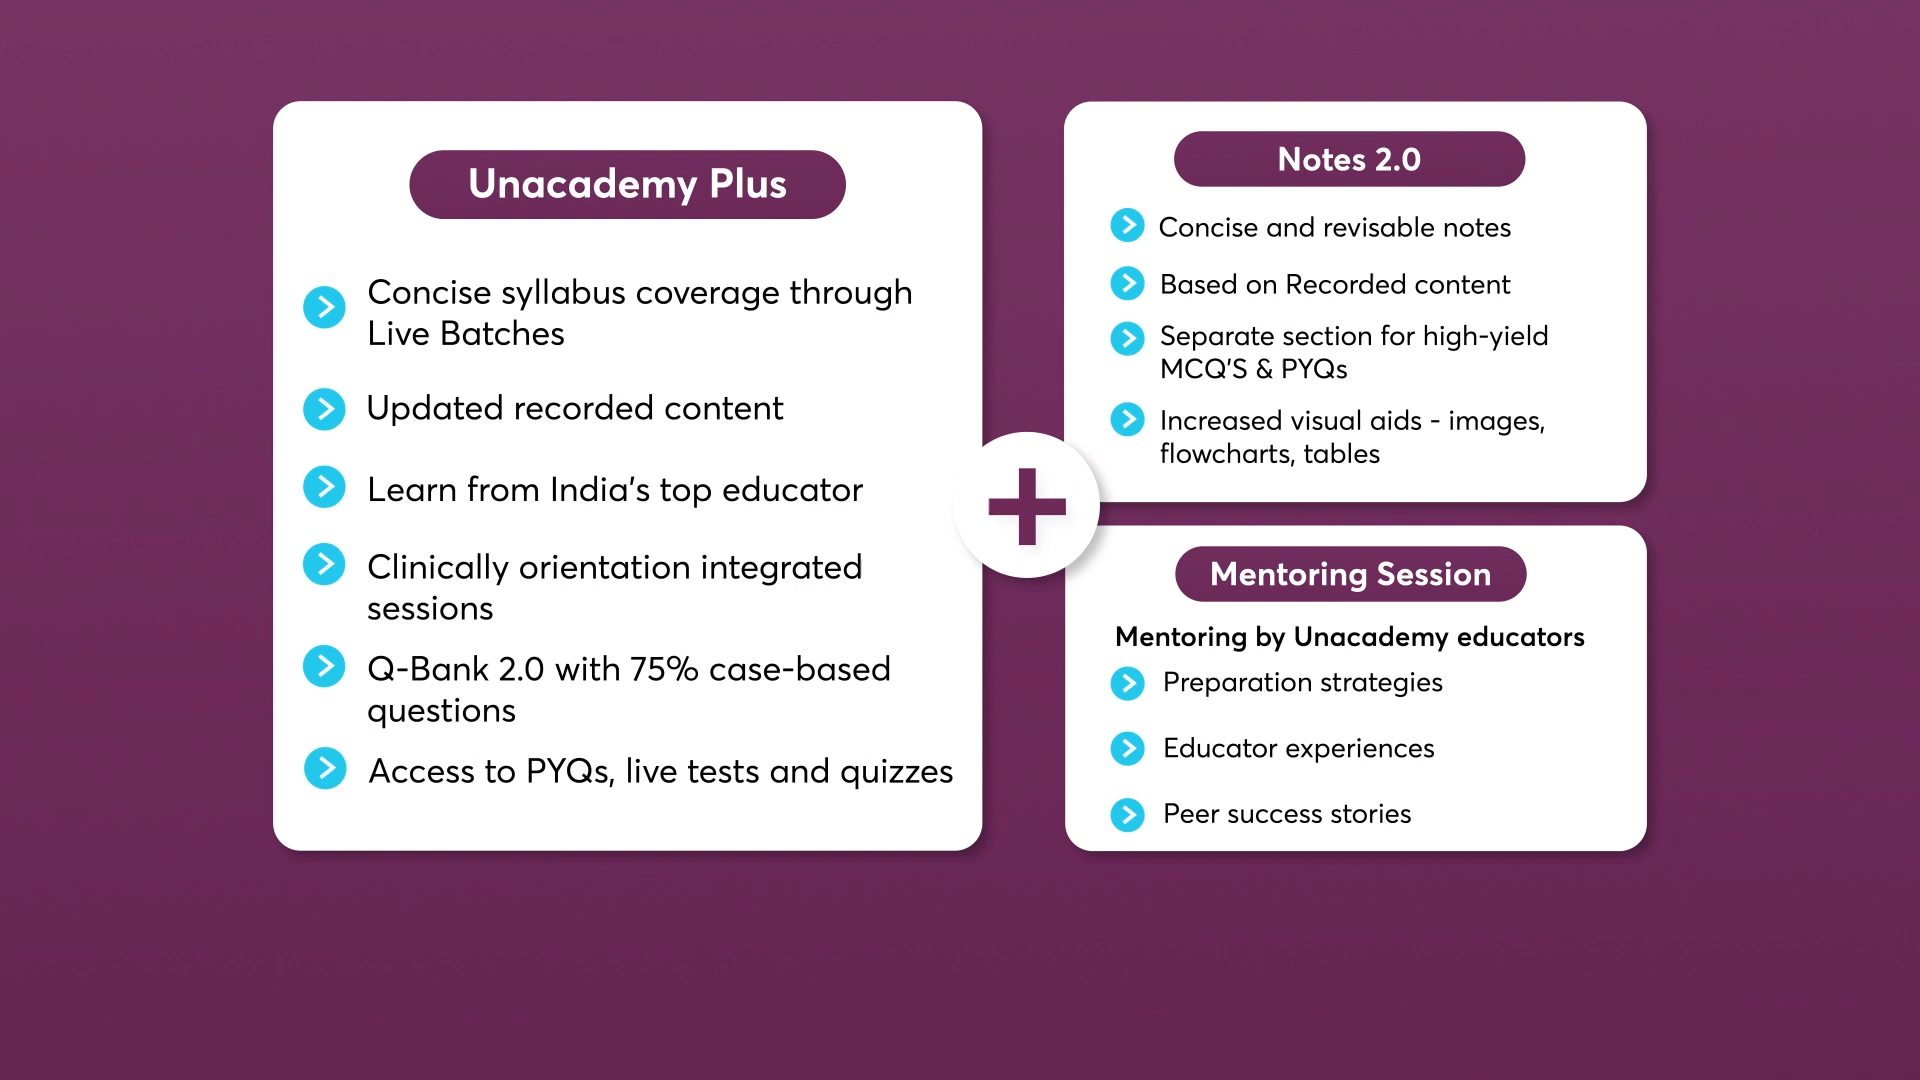 Unacademy Plus
Concise syllabus coverage through
Live Batches
Updated recorded content
Learn from India's top educator
Clinically orientation integrated
sessions
Q-Bank 2.0 with 75% case-based
questions
Access to PYQs, live tests and quizzes
Notes 2.0
Concise and revisable notes
Based on Recorded content
Separate section for high-yield
MCQ'S & PYQs
Increased visual aids - images,
flowcharts, tables
Mentoring Session
Mentoring by Unacademy educators
Preparation strategies
Educator experiences
Peer success stories